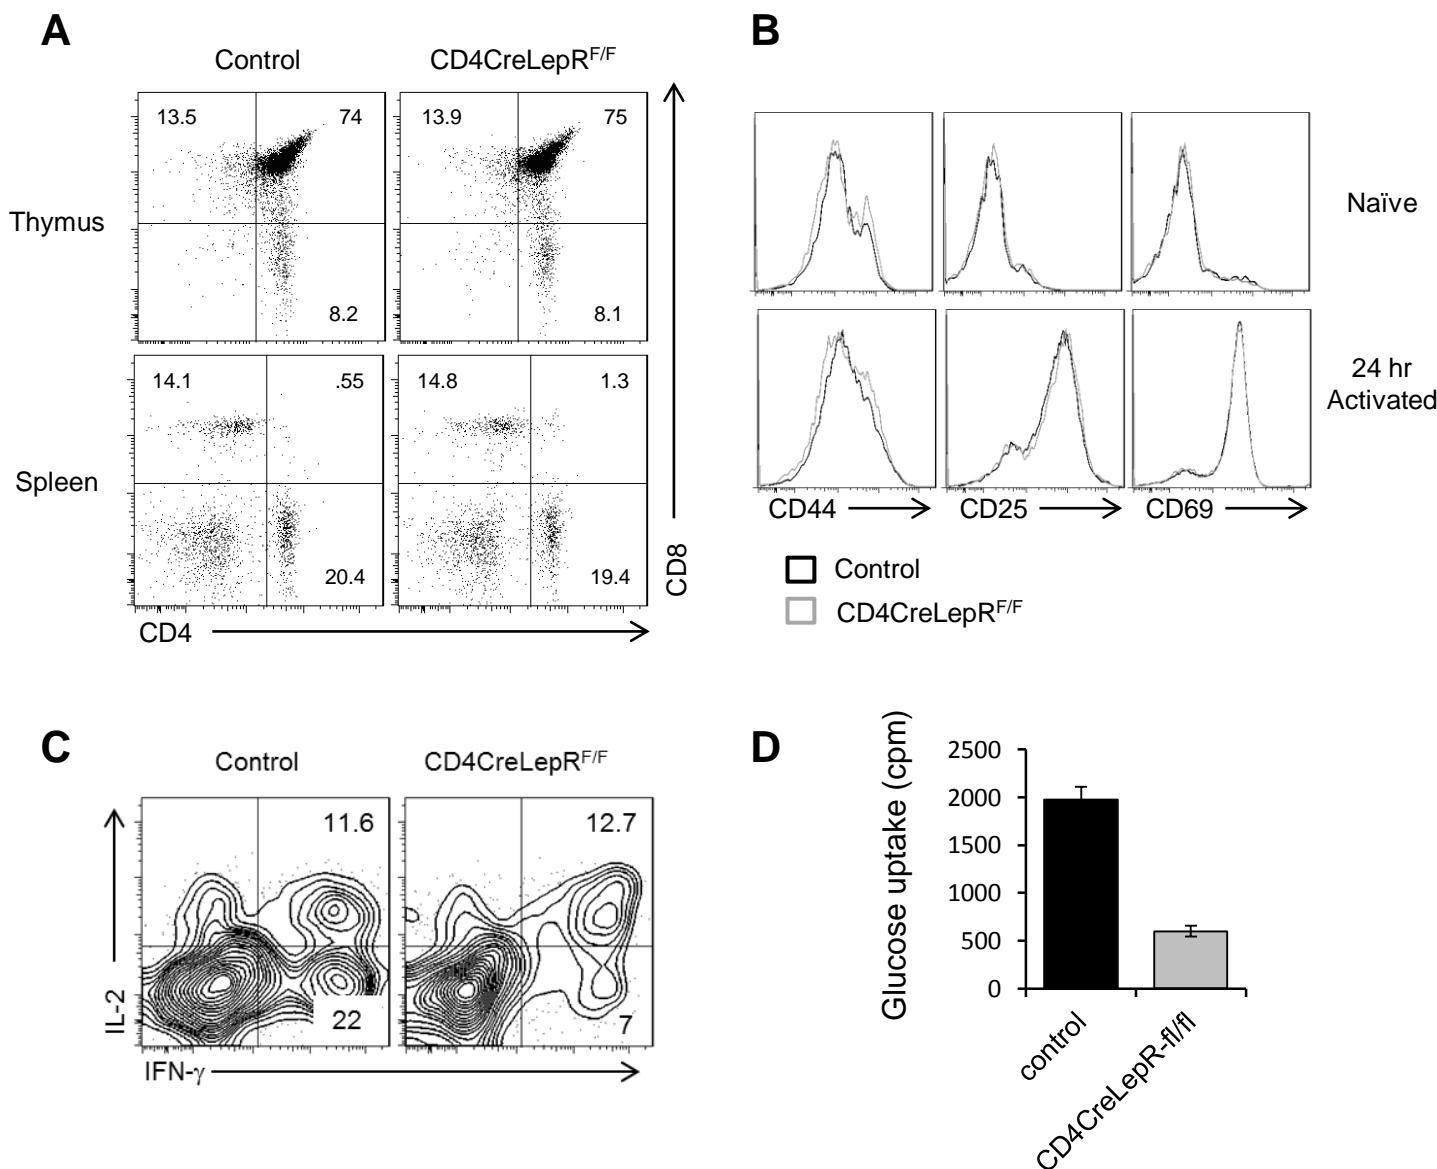 A
Control
CD4CreLepR^F/F
13.5
74
13.9
75
Thymus
8.2
8.1
14.1
.55
14.8
1.3
Spleen
20.4
19.4
CD8
CD4
B
Naïve
24 hr
Activated
CD44
CD25
CD69
Control
CD4CreLepR^F/F
C
Control
CD4CreLepR^F/F
11.6
12.7
22
7
IL-2
IFN-γ
D
Glucose uptake (cpm)
2500
2000
1500
1000
500
0
control
CD4CreLepR-fl/fl